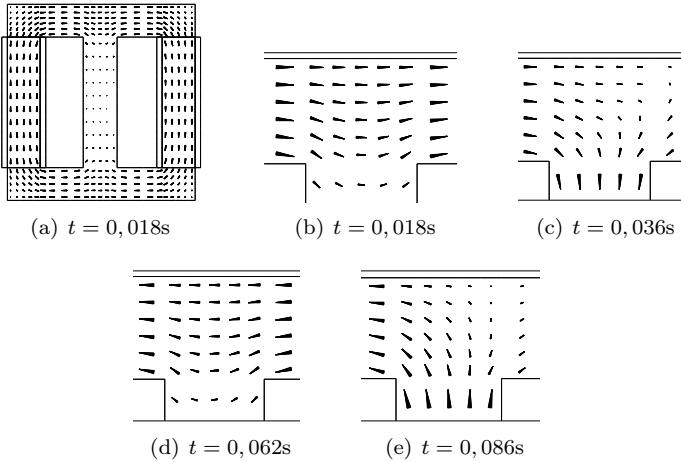 (a) t = 0, 018s
(b) t = 0, 018s
(c) t = 0, 036s
(d) t = 0, 062s
(e) t = 0, 086s